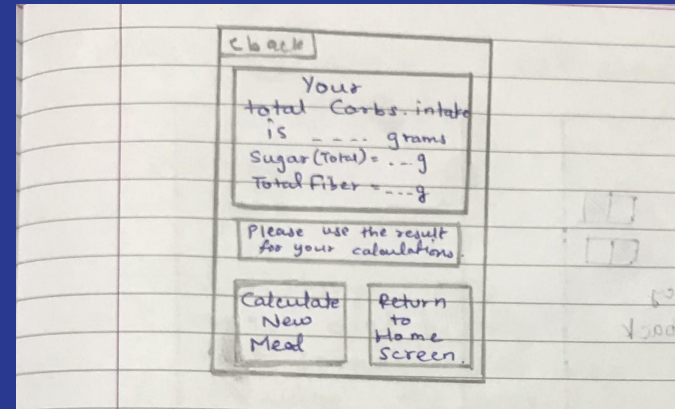 <back
Your
total Carbs. intake
is ---- grams
Sugar (Total) = ---g
Total Fiber = ---g
Please use the result
for your calculations.
Calculate
New
Meal
Return
to
Home
Screen.